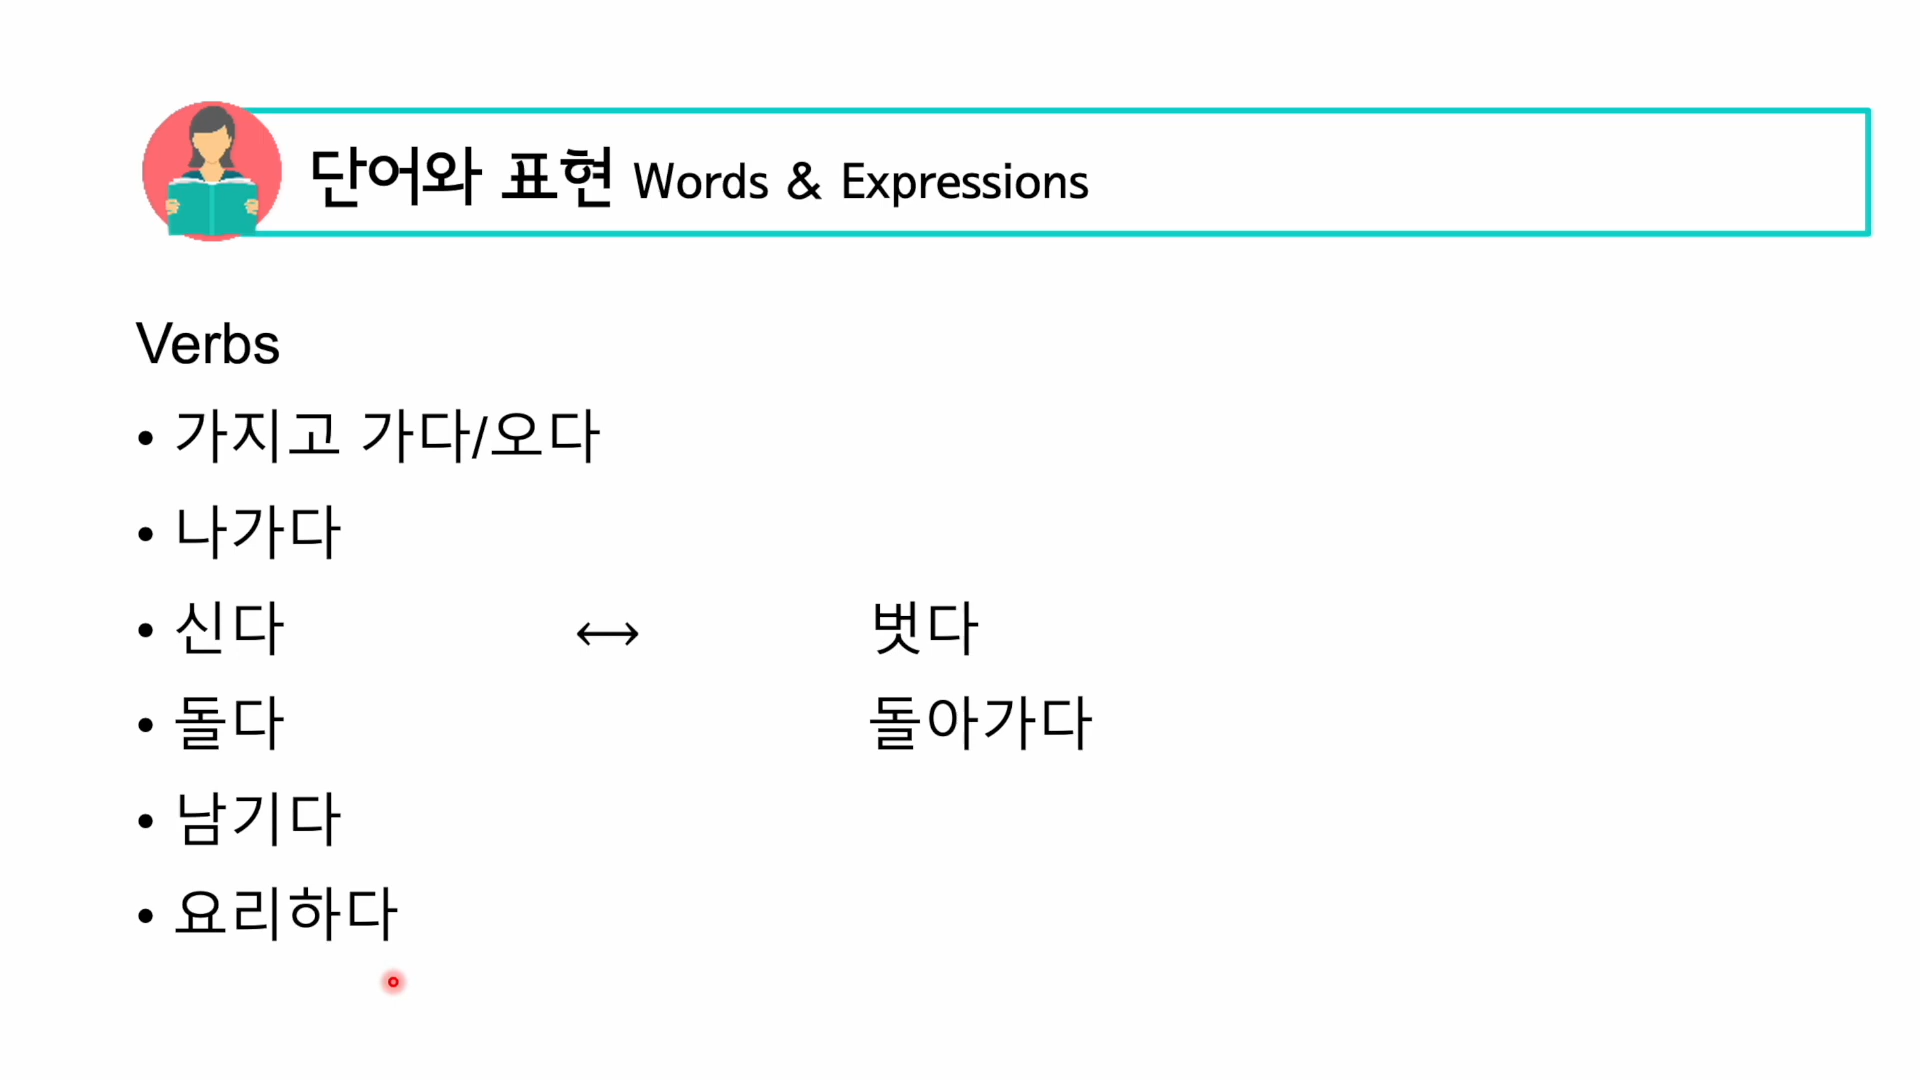 단어와 표현 Words & Expressions
Verbs
• 가지고 가다/오다
• 나가다
• 신다 ↔ 벗다
• 돌다 돌아가다
• 남기다
• 요리하다